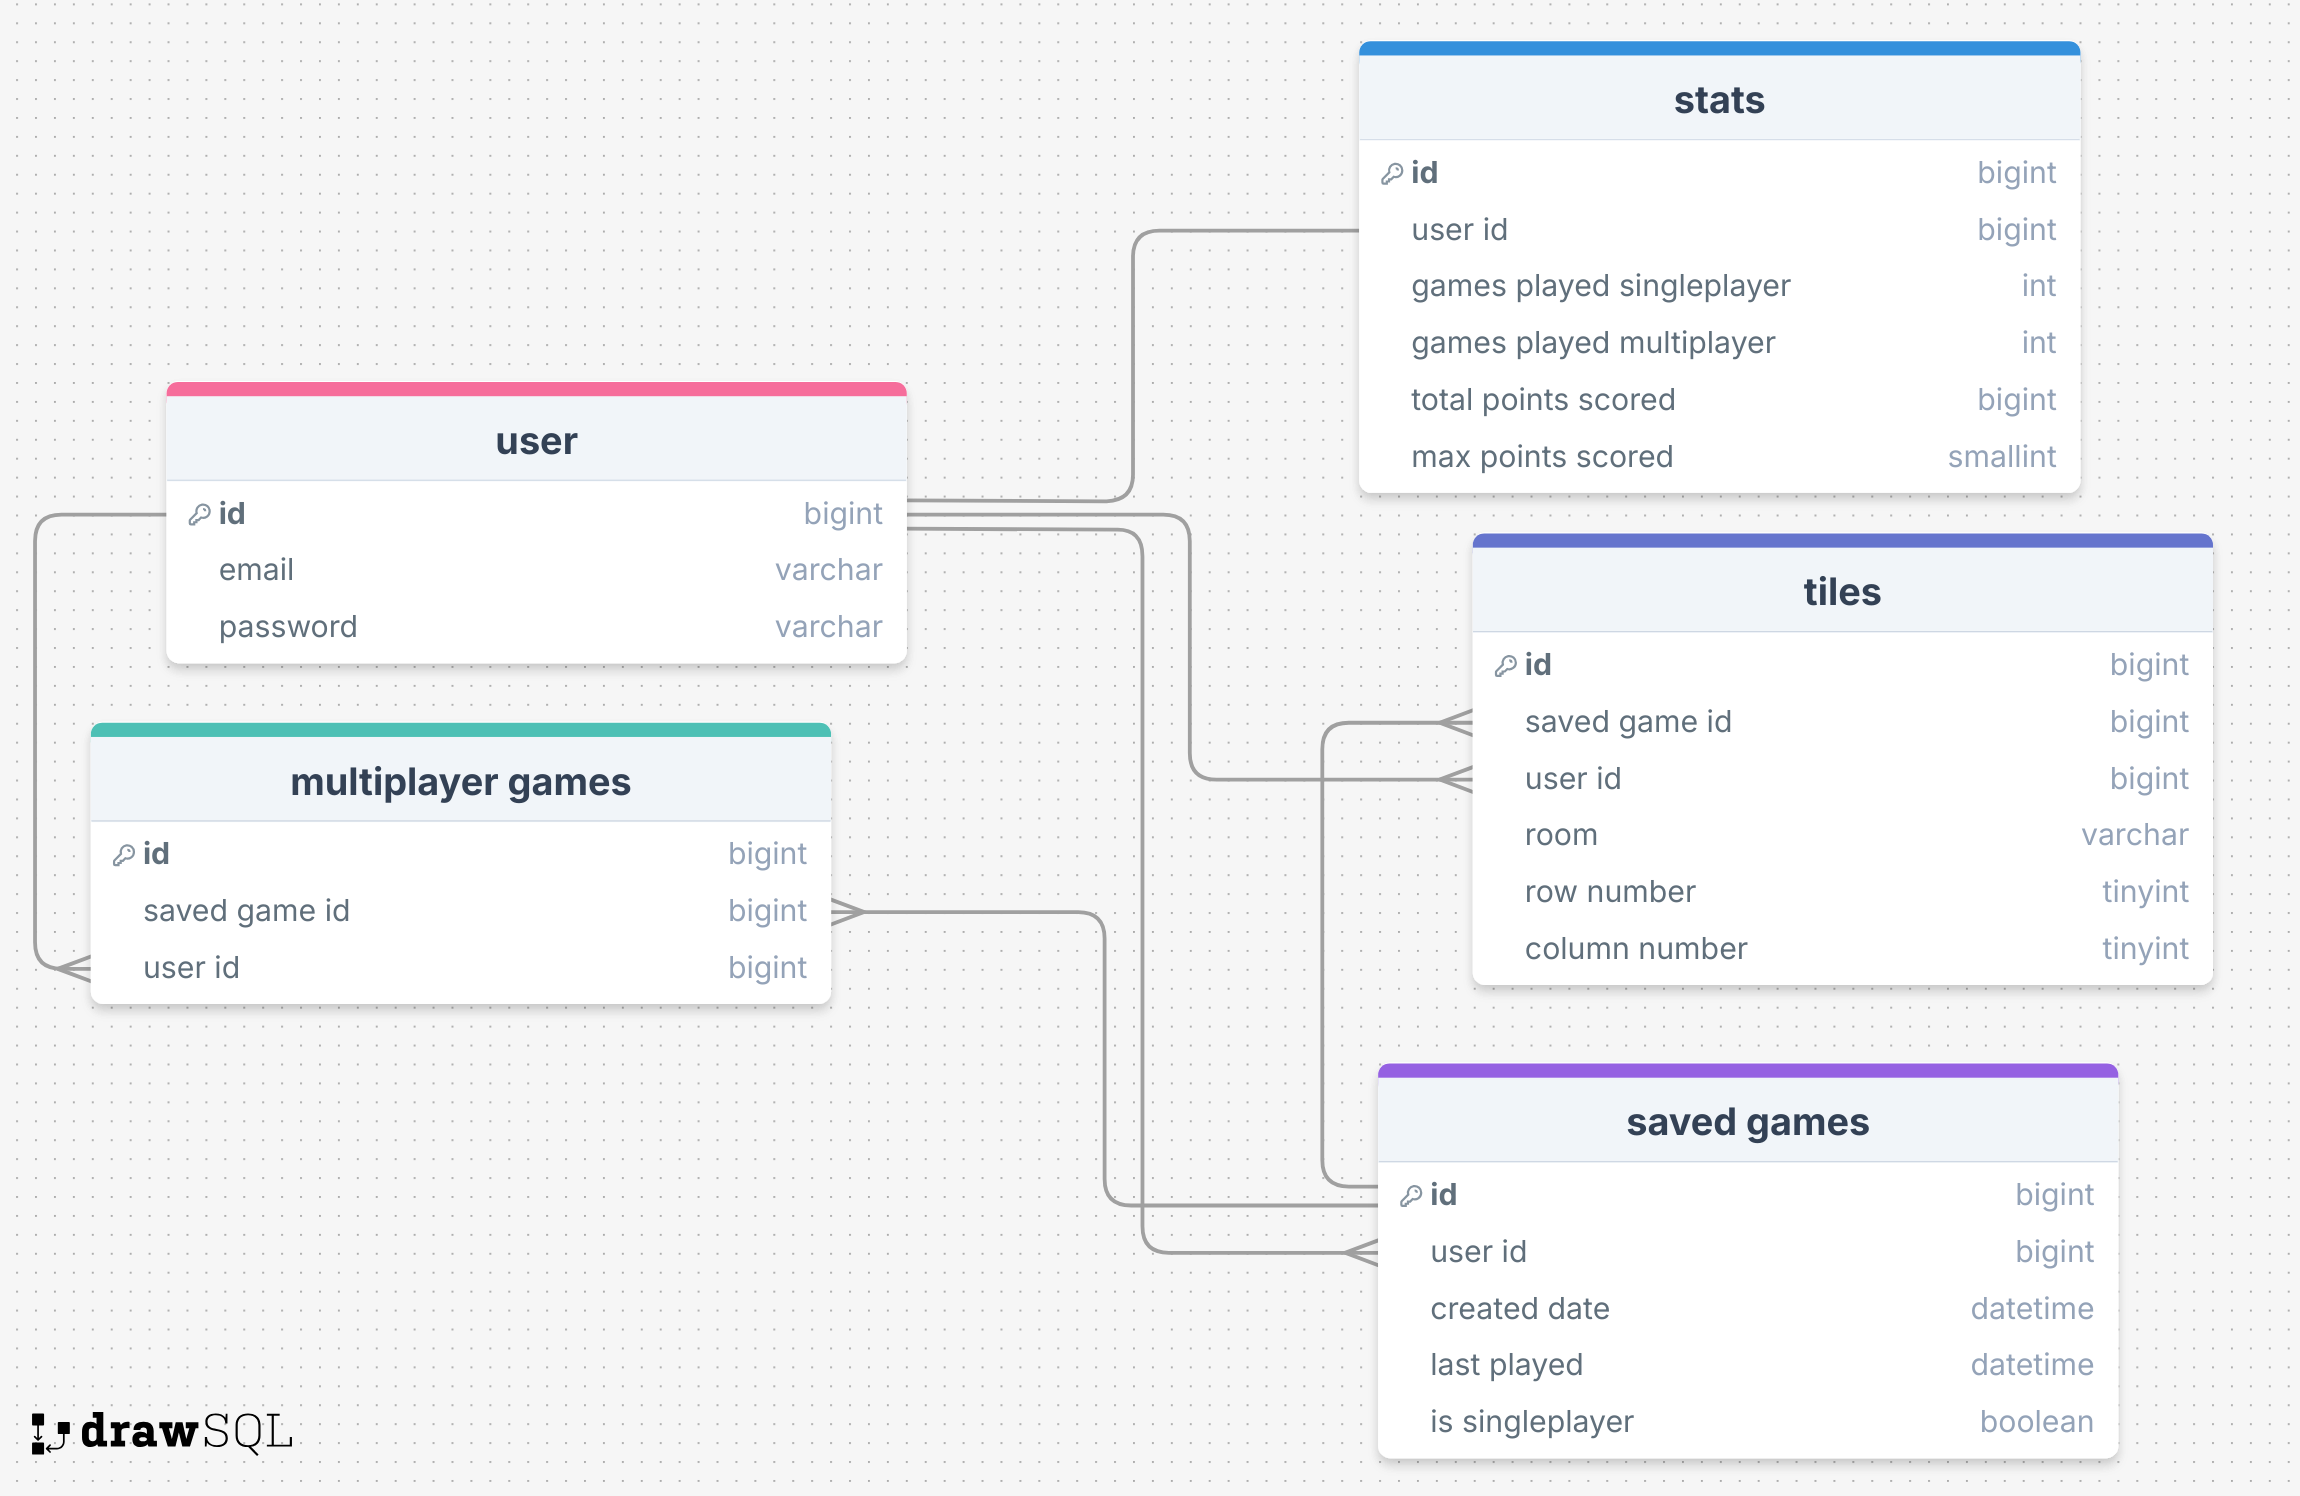 stats
id bigint
user id bigint
games played singleplayer int
games played multiplayer int
total points scored bigint
max points scored smallint
user
id bigint
email varchar
password varchar
tiles
id bigint
saved game id bigint
user id bigint
room varchar
row number tinyint
column number tinyint
multiplayer games
id bigint
saved game id bigint
user id bigint
saved games
id bigint
user id bigint
created date datetime
last played datetime
is singleplayer boolean
drawSQL